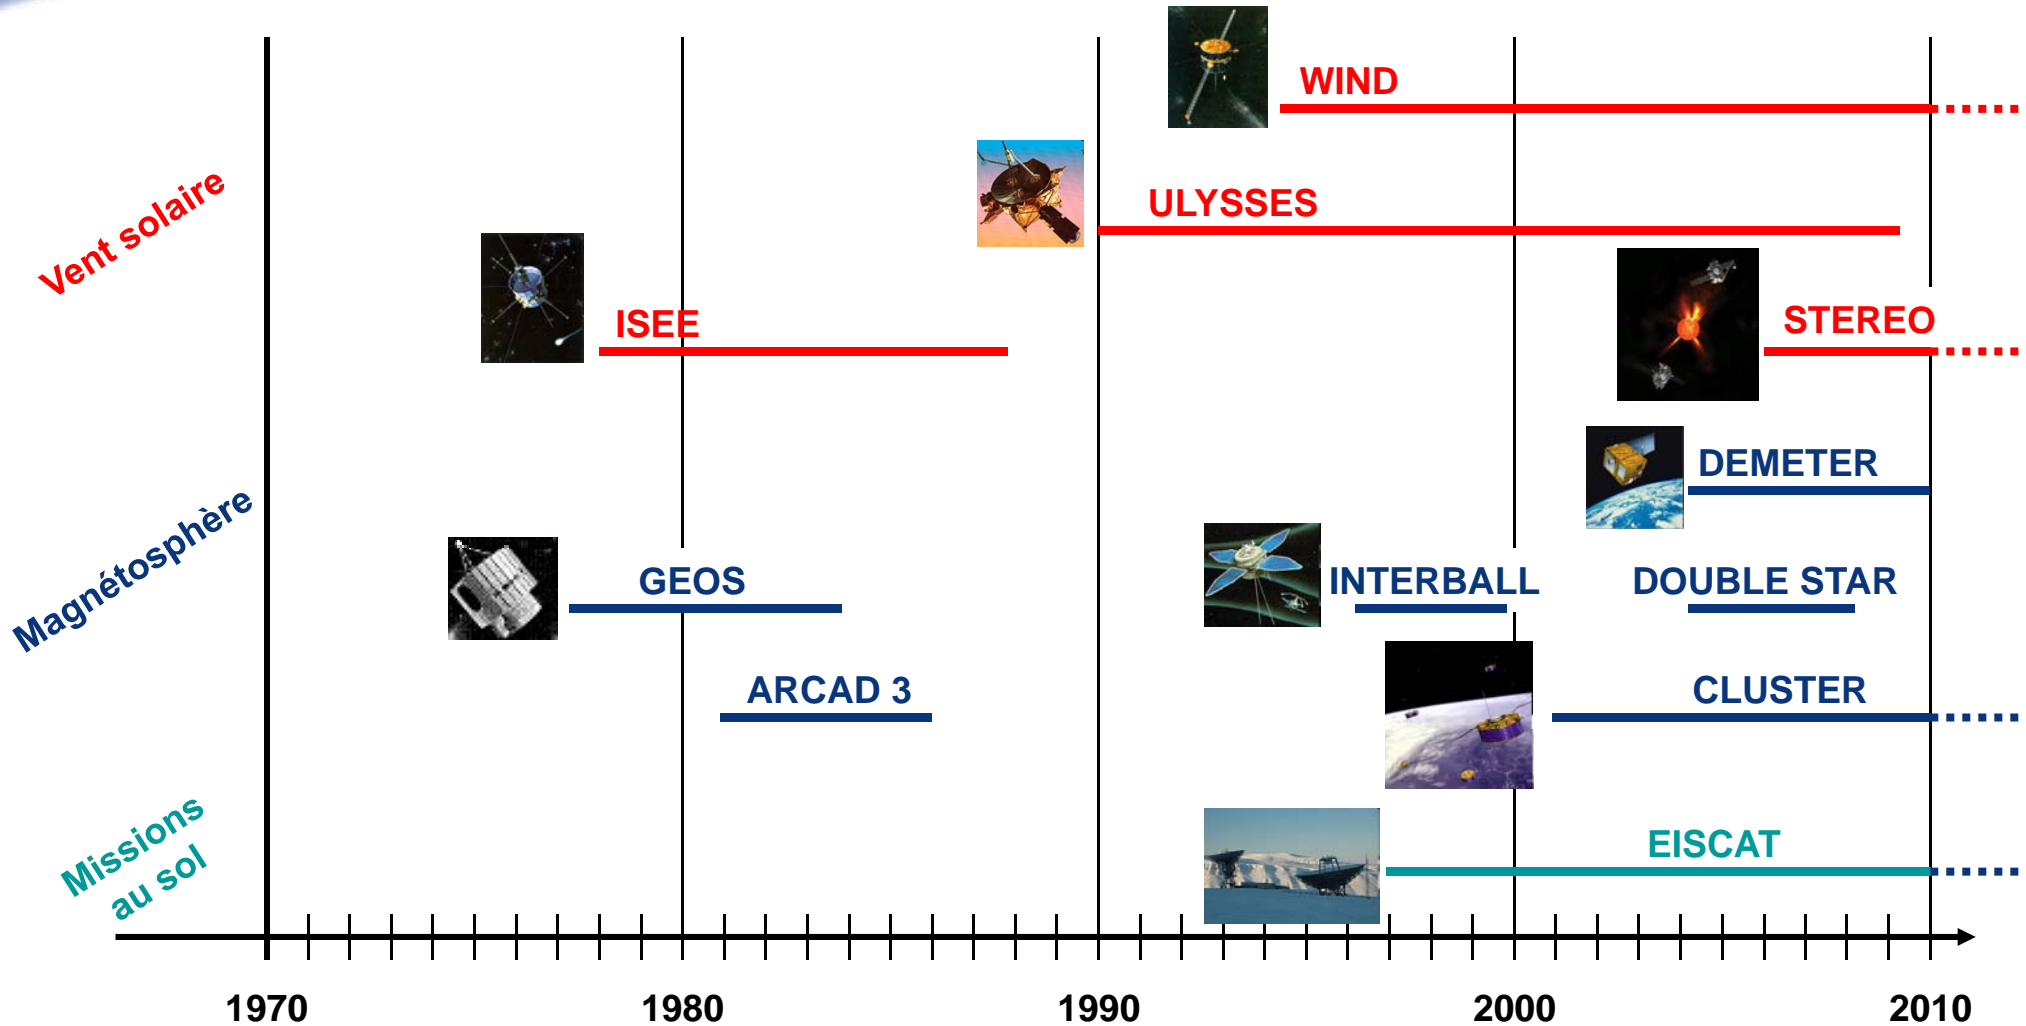 WIND
ULYSSES
Vent solaire
ISEE
STEREO
DEMETER
Magnétosphère
GEOS
INTERBALL
DOUBLE STAR
ARCAD 3
CLUSTER
EISCAT
Missions
au sol
1970
1980
1990
2000
2010